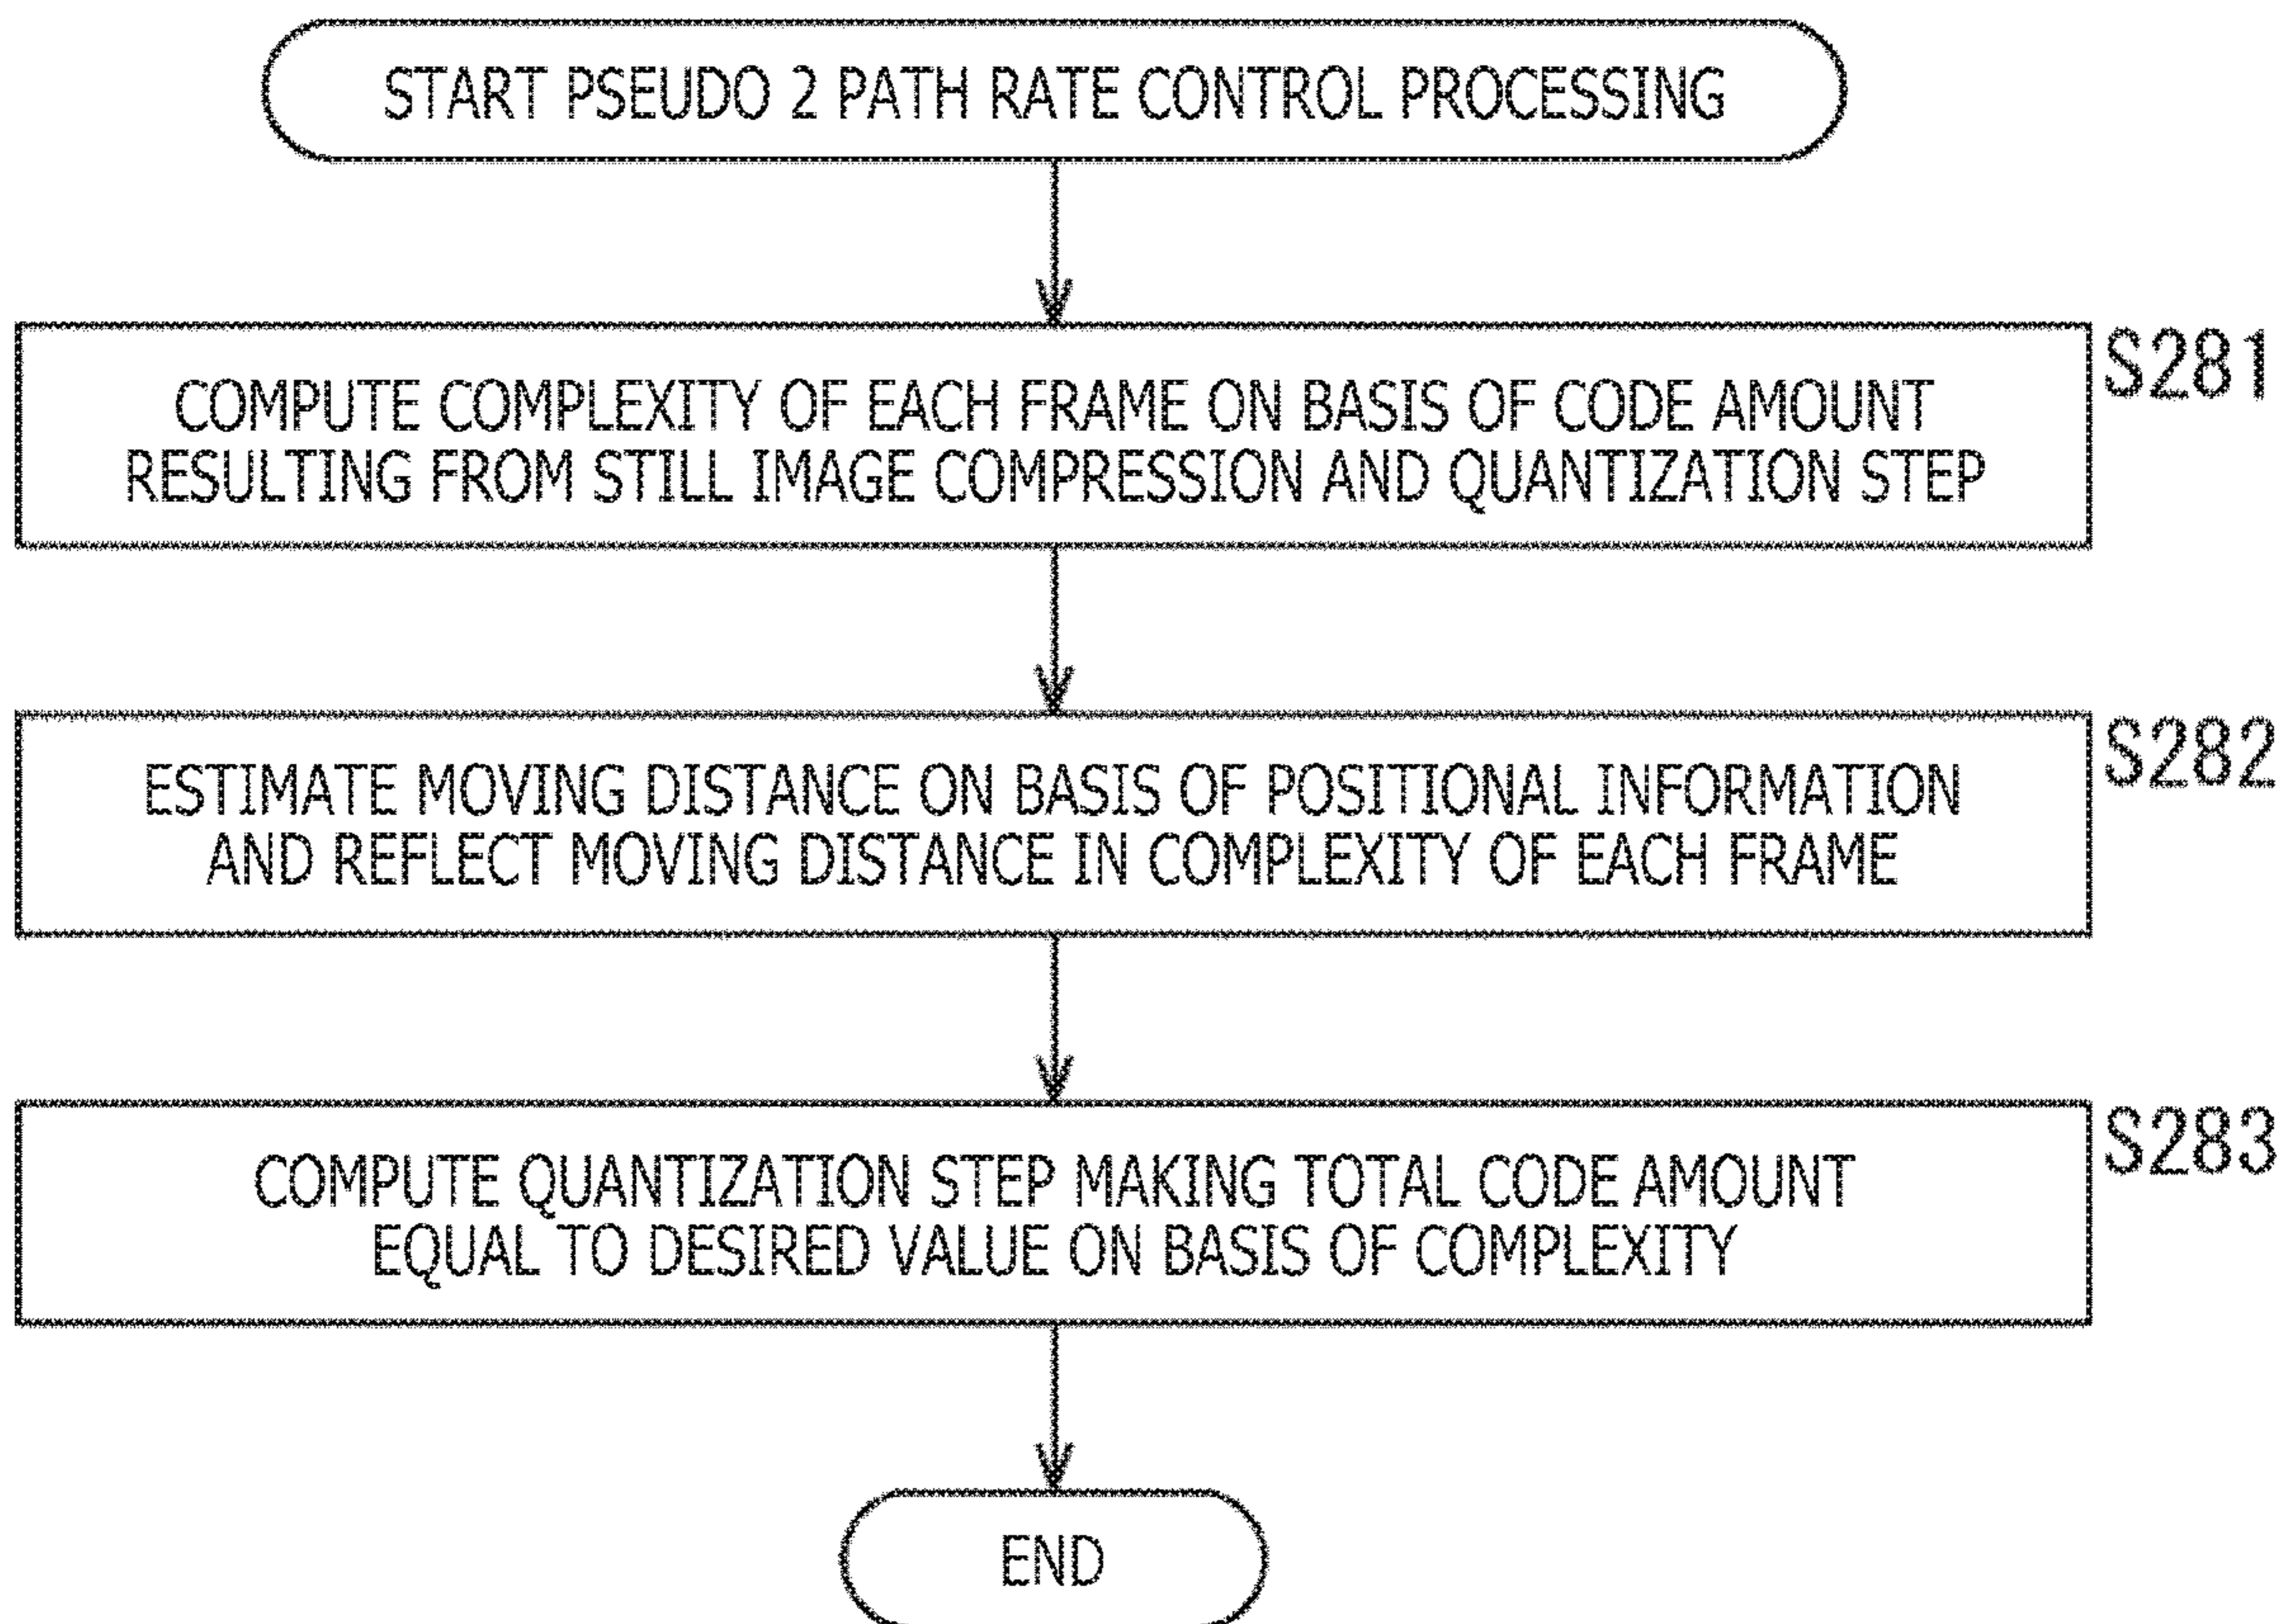 START PSEUDO 2 PATH RATE CONTROL PROCESSING
S281
COMPUTE COMPLEXITY OF EACH FRAME ON BASIS OF CODE AMOUNT
RESULTING FROM STILL IMAGE COMPRESSION AND QUANTIZATION STEP
S282
ESTIMATE MOVING DISTANCE ON BASIS OF POSITIONAL INFORMATION
AND REFLECT MOVING DISTANCE IN COMPLEXITY OF EACH FRAME
S283
COMPUTE QUANTIZATION STEP MAKING TOTAL CODE AMOUNT
EQUAL TO DESIRED VALUE ON BASIS OF COMPLEXITY
END